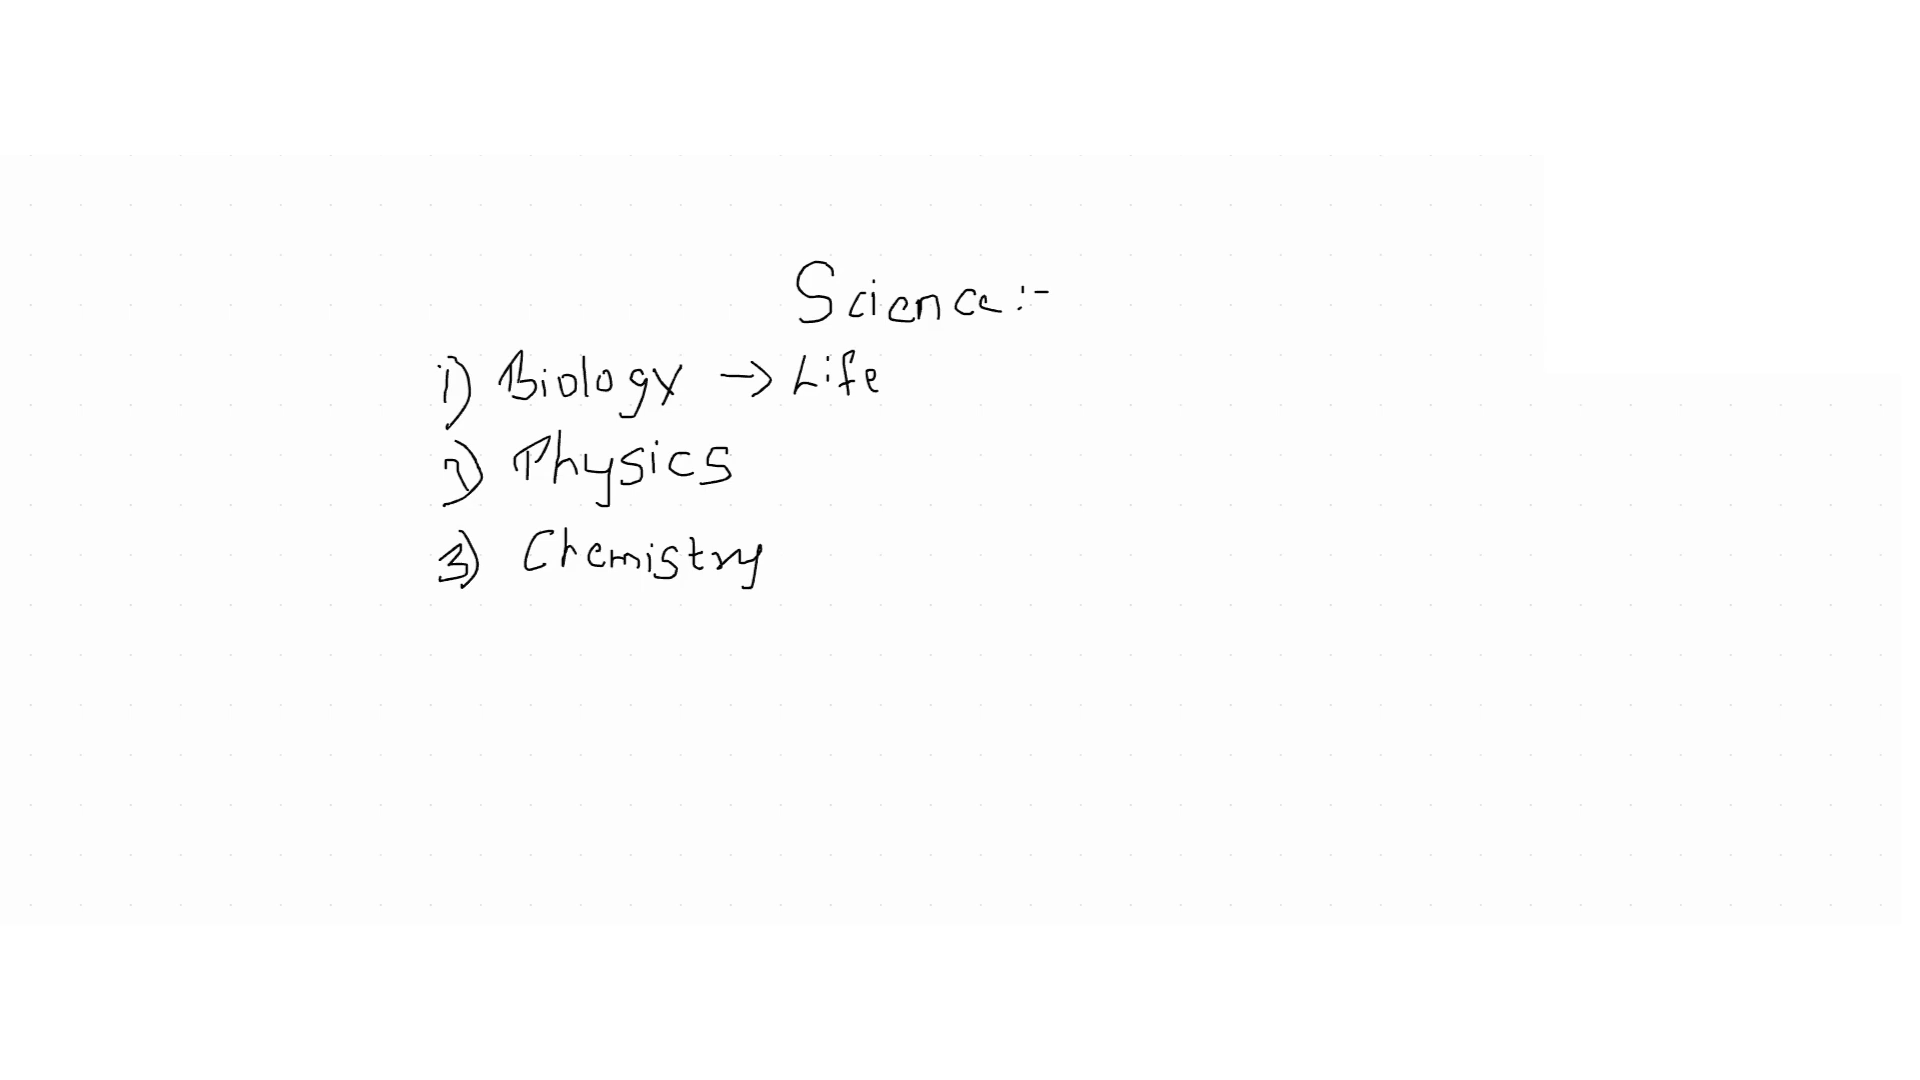 Science :-
1) Biology → Life
2) Physics
3) Chemistry